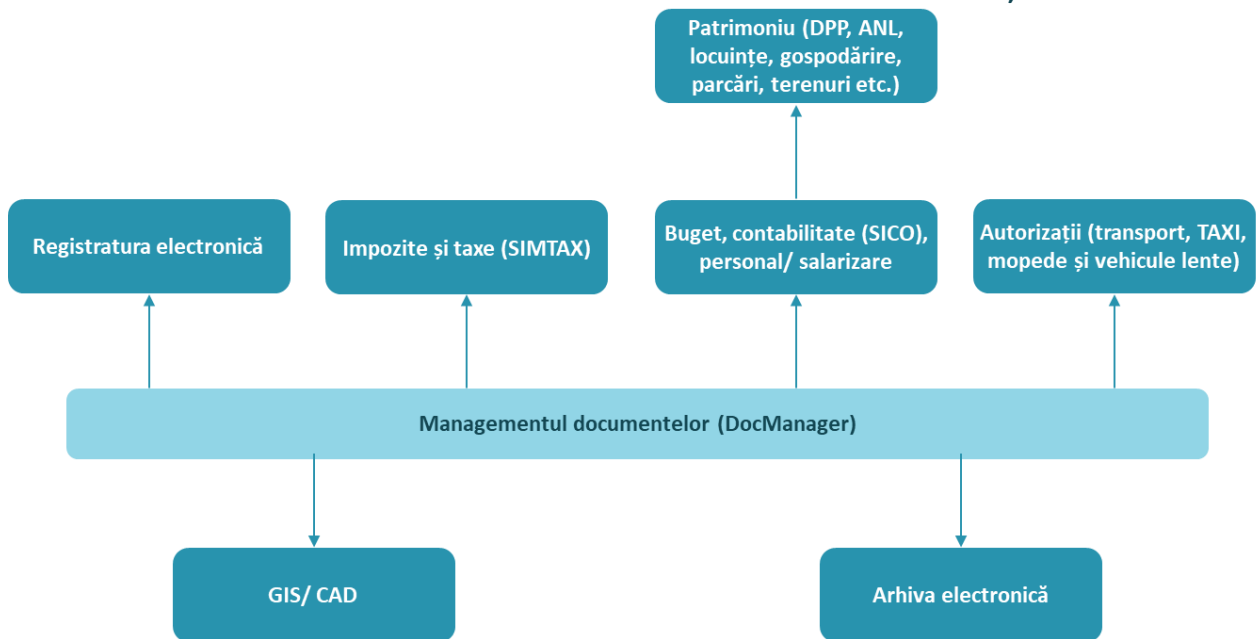 Patrimoniu (DPP, ANL,
locuințe, gospodărire,
parcări, terenuri etc.)
Registratura electronică
Impozite și taxe (SIMTAX)
Buget, contabilitate (SICO),
personal/ salarizare
Autorizații (transport, TAXI,
mopede și vehicule lente)
Managementul documentelor (DocManager)
GIS/ CAD
Arhiva electronică